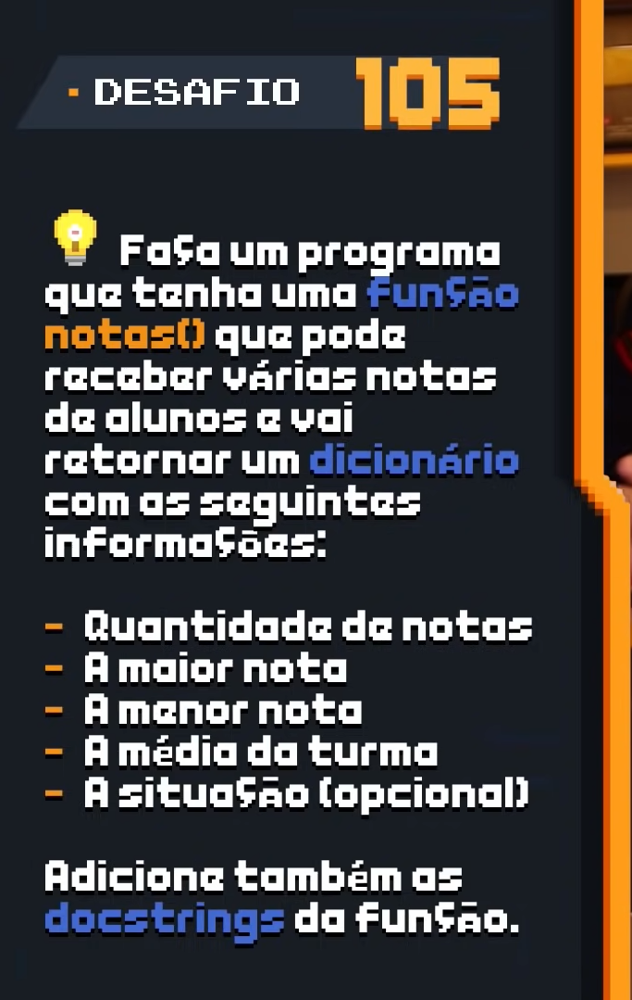 DESAFIO 105
Faça um programa
que tenha uma função
notas() que pode
receber várias notas
de alunos e vai
retornar um dicionário
com as seguintes
informações:
- Quantidade de notas
- A maior nota
- A menor nota
- A média da turma
- A situação (opcional)
Adicione também as
docstrings da função.